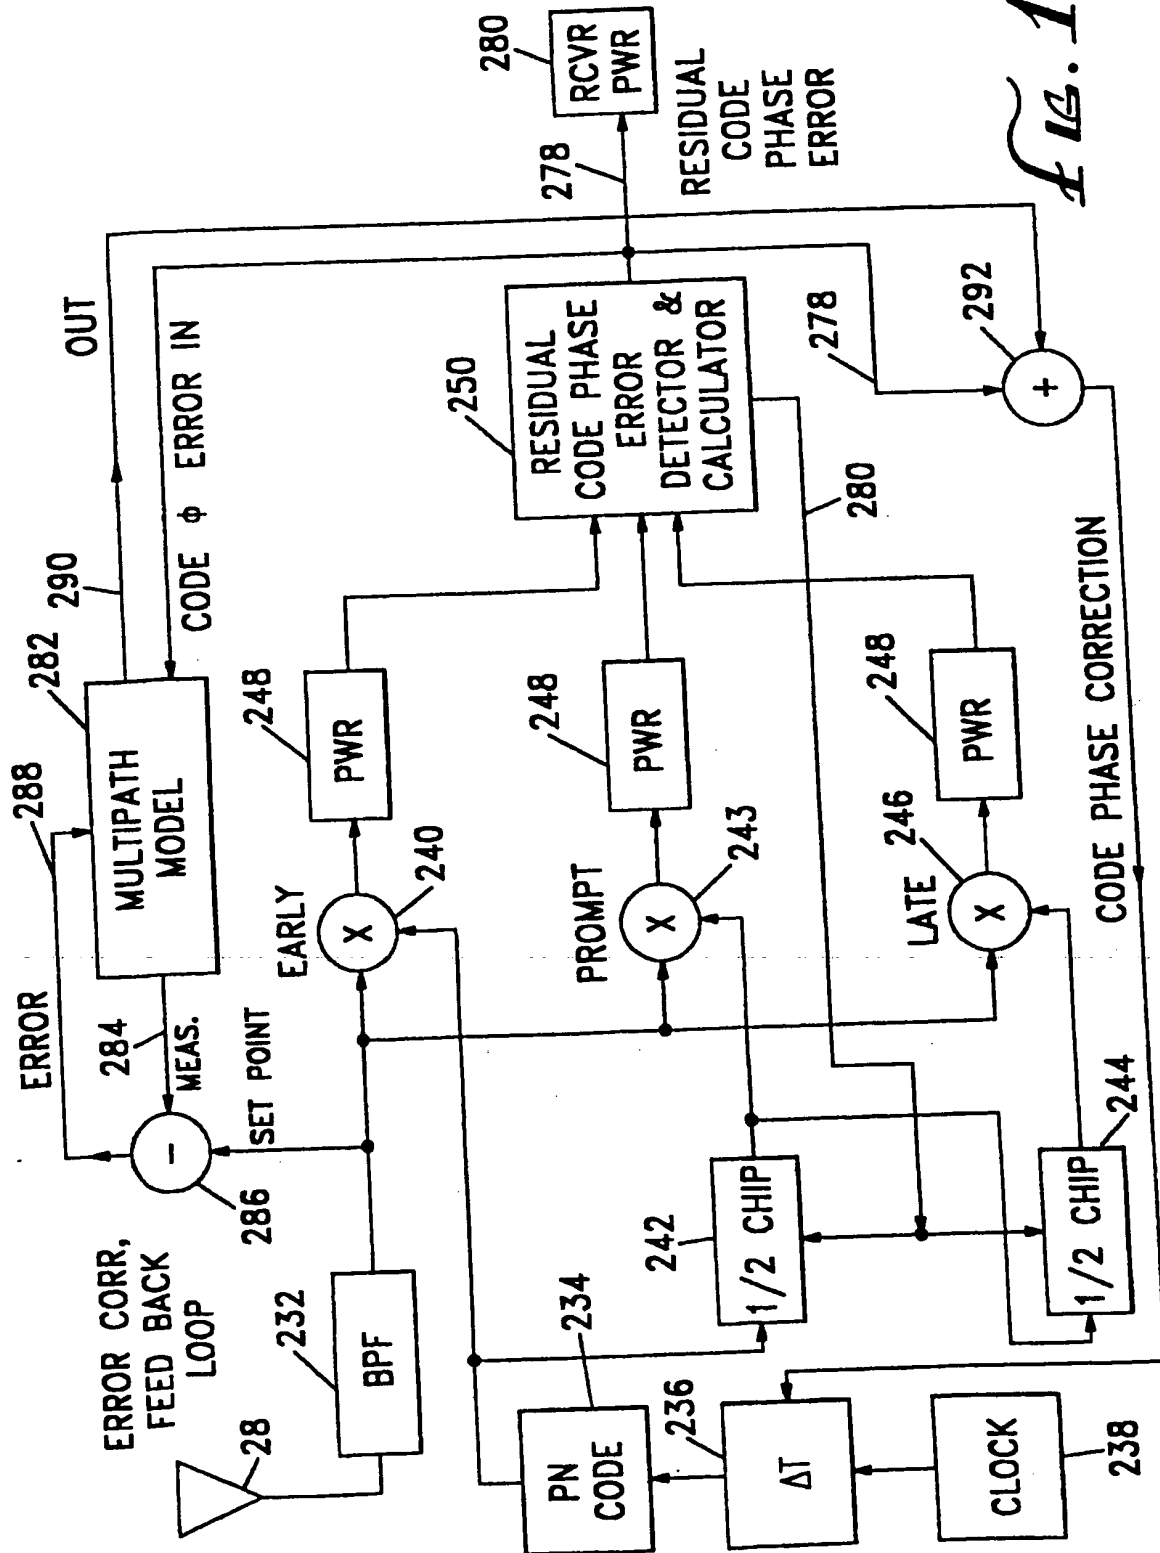 ERROR CORR,
FEED BACK
LOOP
28
232
BPF
286
-
ERROR
288
284
MEAS.
SET POINT
282
MULTIPATH
MODEL
290
OUT
CODE ϕ ERROR IN
EARLY
X
240
248
PWR
234
PN
CODE
236
ΔT
CLOCK
238
242
1/2 CHIP
PROMPT
X
243
248
PWR
250
RESIDUAL
CODE PHASE
ERROR
DETECTOR &
CALCULATOR
278
280
RCVR
PWR
RESIDUAL
CODE
PHASE
ERROR
280
278
1/2 CHIP
244
LATE
X
246
248
PWR
292
+
CODE PHASE CORRECTION
FIG. 1